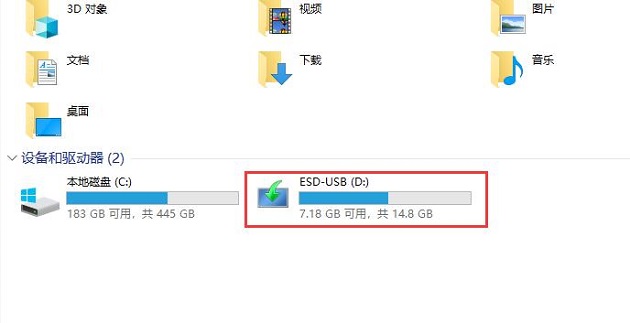 3D 对象
视频
图片
文档
下载
音乐
桌面
设备和驱动器 (2)
本地磁盘 (C:)
183 GB 可用，共 445 GB
ESD-USB (D:)
7.18 GB 可用，共 14.8 GB